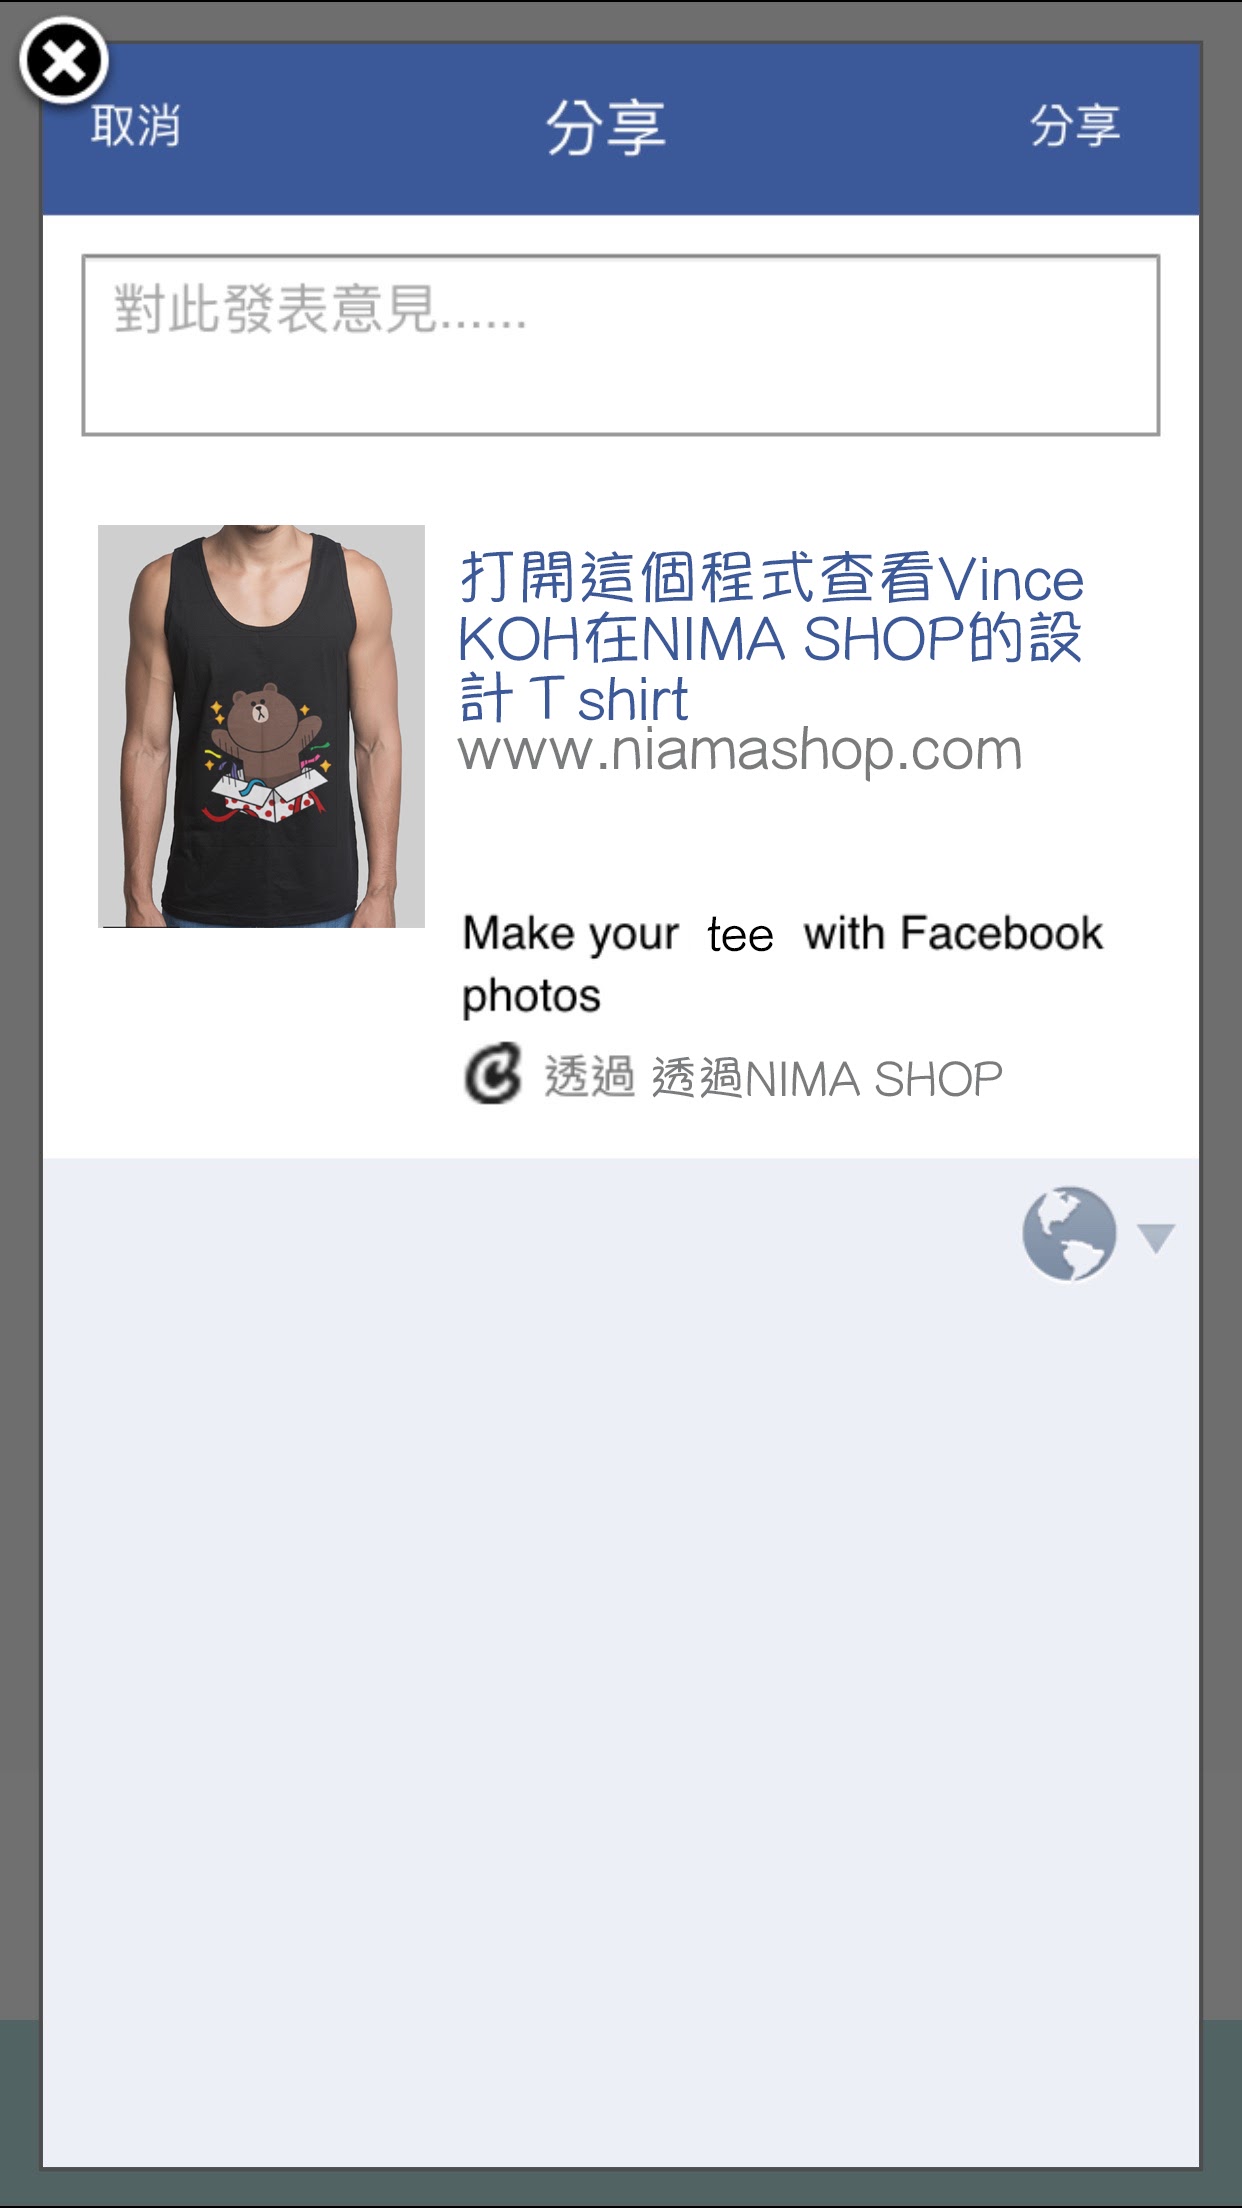 取消 分享 分享
對此發表意見......
打開這個程式查看Vince
KOH在NIMA SHOP的設
計 T shirt
www.niamashop.com
Make your tee with Facebook
photos
透過 透過NIMA SHOP